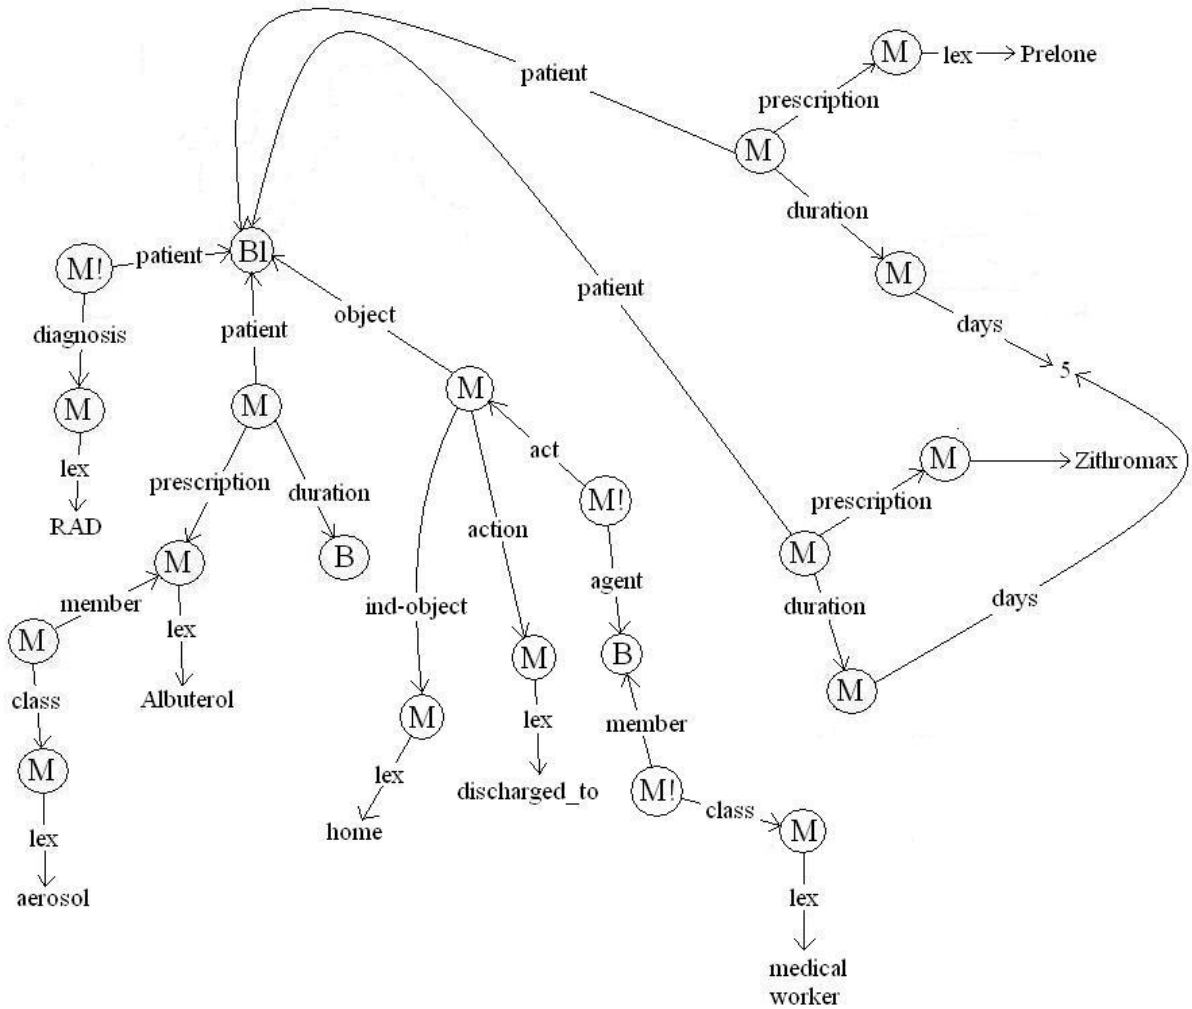 M lex Prelone
patient
prescription
M
duration
B1
M! patient
M
patient
object
days
diagnosis
patient
5
M
M
M
act
M
Zithromax
lex
prescription
duration
M!
prescription
RAD
action
M
B
M
agent
member
ind-object
duration
days
M
lex
B
M
M
class
Albuterol
M
lex
member
M
lex
discharged_to
M!
class
M
home
lex
aerosol
lex
medical
worker